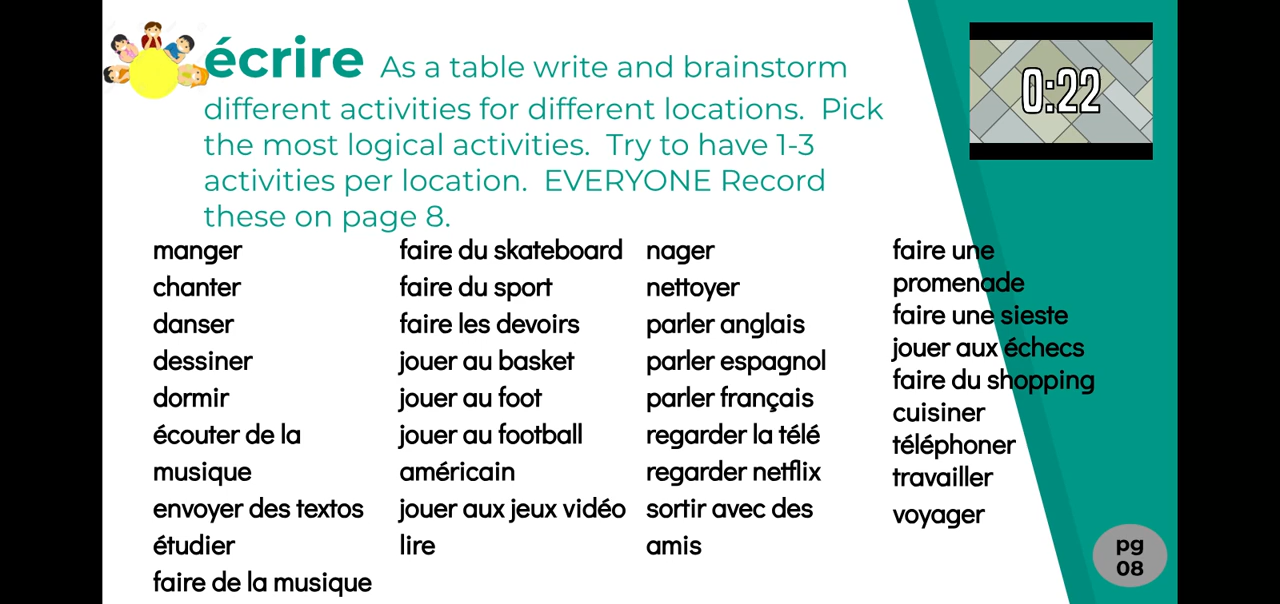 écrire As a table write and brainstorm
different activities for different locations. Pick
the most logical activities. Try to have 1-3
activities per location. EVERYONE Record
these on page 8.
0:22
manger
chanter
danser
dessiner
dormir
écouter de la
musique
envoyer des textos
étudier
faire de la musique
faire du skateboard
faire du sport
faire les devoirs
jouer au basket
jouer au foot
jouer au football
américain
jouer aux jeux vidéo
lire
nager
nettoyer
parler anglais
parler espagnol
parler français
regarder la télé
regarder netflix
sortir avec des
amis
faire une
promenade
faire une sieste
jouer aux échecs
faire du shopping
cuisiner
téléphoner
travailler
voyager
pg
08